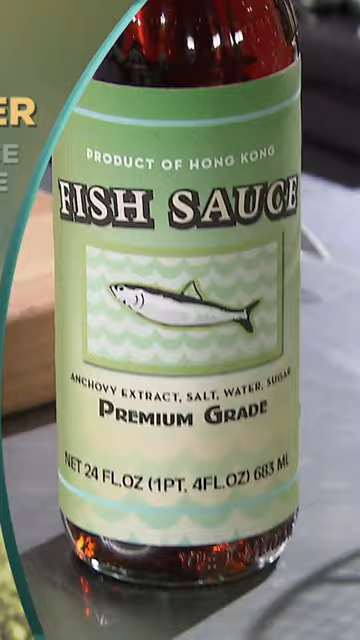 ER
E
E
PRODUCT OF HONG KONG
FISH SAUCE
ANCHOVY EXTRACT, SALT, WATER, SUGAR
PREMIUM GRADE
NET 24 FL.OZ (1PT. 4FL.OZ) 683 ML